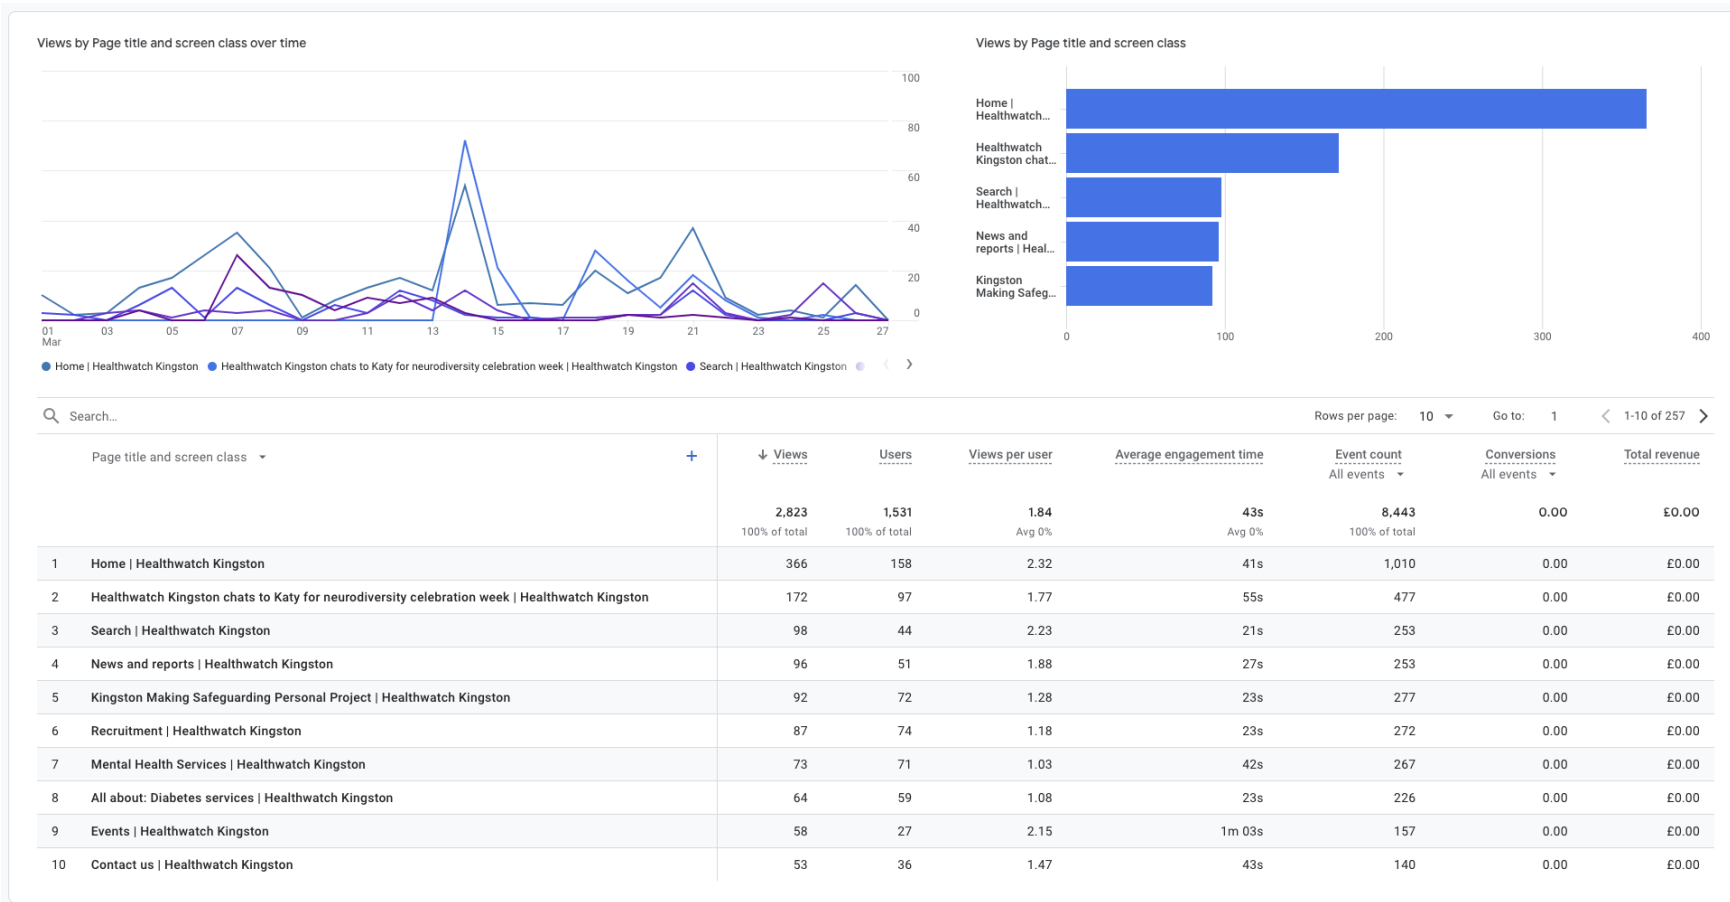 Views by Page title and screen class over time
100
80
60
40
20
0
01 03 05 07 09 11 13 15 17 19 21 23 25 27
Mar
Home | Healthwatch Kingston Healthwatch Kingston chats to Katy for neurodiversity celebration week | Healthwatch Kingston Search | Healthwatch Kingston
Views by Page title and screen class
Home |
Healthwatch...
Healthwatch
Kingston chat...
Search |
Healthwatch...
News and
reports | Heal...
Kingston
Making Safeg...
0 100 200 300 400
Search... Rows per page: 10 Go to: 1 1-10 of 257
Page title and screen class + ↓ Views Users Views per user Average engagement time Event count Conversions Total revenue
All events All events
2,823 1,531 1.84 43s 8,443 0.00 £0.00
100% of total 100% of total Avg 0% Avg 0% 100% of total
1 Home | Healthwatch Kingston 366 158 2.32 41s 1,010 0.00 £0.00
2 Healthwatch Kingston chats to Katy for neurodiversity celebration week | Healthwatch Kingston 172 97 1.77 55s 477 0.00 £0.00
3 Search | Healthwatch Kingston 98 44 2.23 21s 253 0.00 £0.00
4 News and reports | Healthwatch Kingston 96 51 1.88 27s 253 0.00 £0.00
5 Kingston Making Safeguarding Personal Project | Healthwatch Kingston 92 72 1.28 23s 277 0.00 £0.00
6 Recruitment | Healthwatch Kingston 87 74 1.18 23s 272 0.00 £0.00
7 Mental Health Services | Healthwatch Kingston 73 71 1.03 42s 267 0.00 £0.00
8 All about: Diabetes services | Healthwatch Kingston 64 59 1.08 23s 226 0.00 £0.00
9 Events | Healthwatch Kingston 58 27 2.15 1m 03s 157 0.00 £0.00
10 Contact us | Healthwatch Kingston 53 36 1.47 43s 140 0.00 £0.00